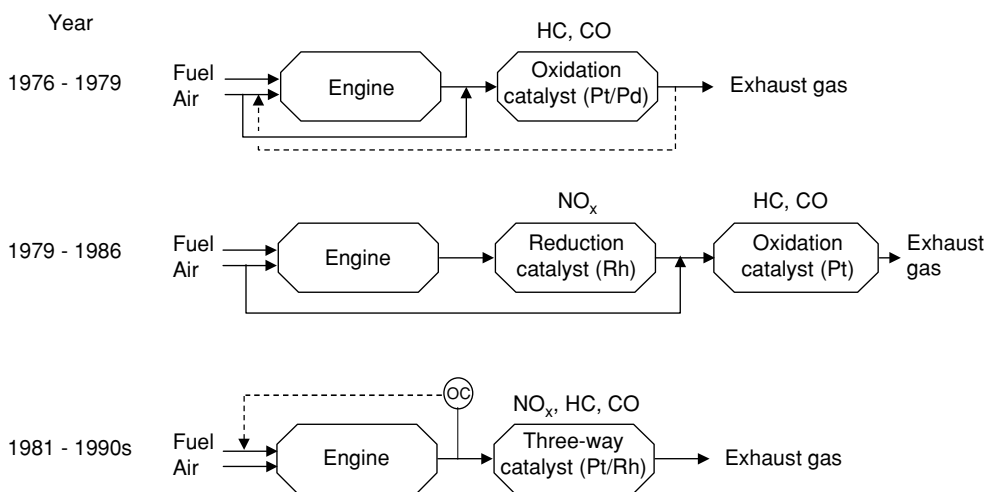 Year
HC, CO
1976 - 1979
Fuel
Air
Engine
Oxidation
catalyst (Pt/Pd)
Exhaust gas
NOx
HC, CO
1979 - 1986
Fuel
Air
Engine
Reduction
catalyst (Rh)
Oxidation
catalyst (Pt)
Exhaust
gas
OC
NOx, HC, CO
1981 - 1990s
Fuel
Air
Engine
Three-way
catalyst (Pt/Rh)
Exhaust gas